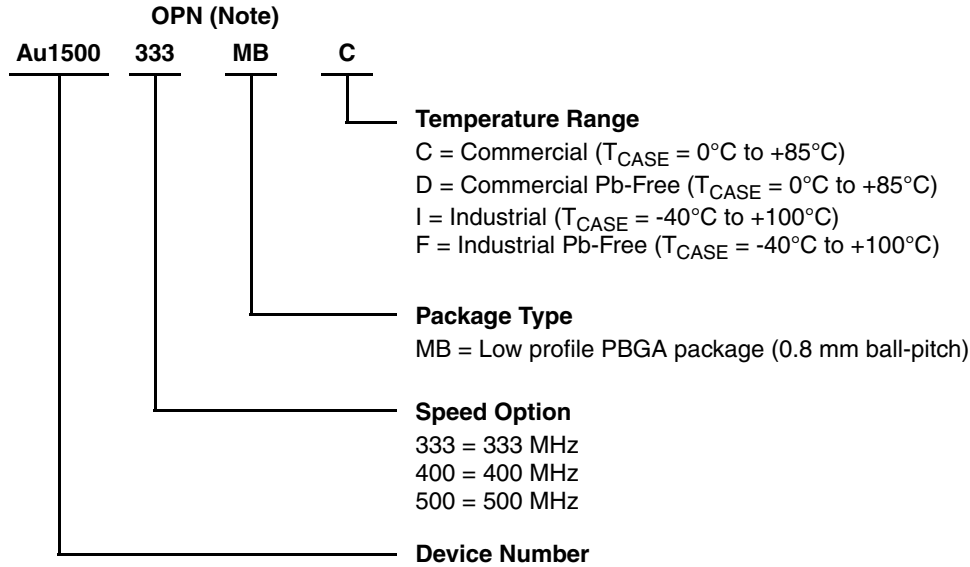 OPN (Note)
Au1500 333 MB C
Temperature Range
C = Commercial (TCASE = 0°C to +85°C)
D = Commercial Pb-Free (TCASE = 0°C to +85°C)
I = Industrial (TCASE = -40°C to +100°C)
F = Industrial Pb-Free (TCASE = -40°C to +100°C)
Package Type
MB = Low profile PBGA package (0.8 mm ball-pitch)
Speed Option
333 = 333 MHz
400 = 400 MHz
500 = 500 MHz
Device Number